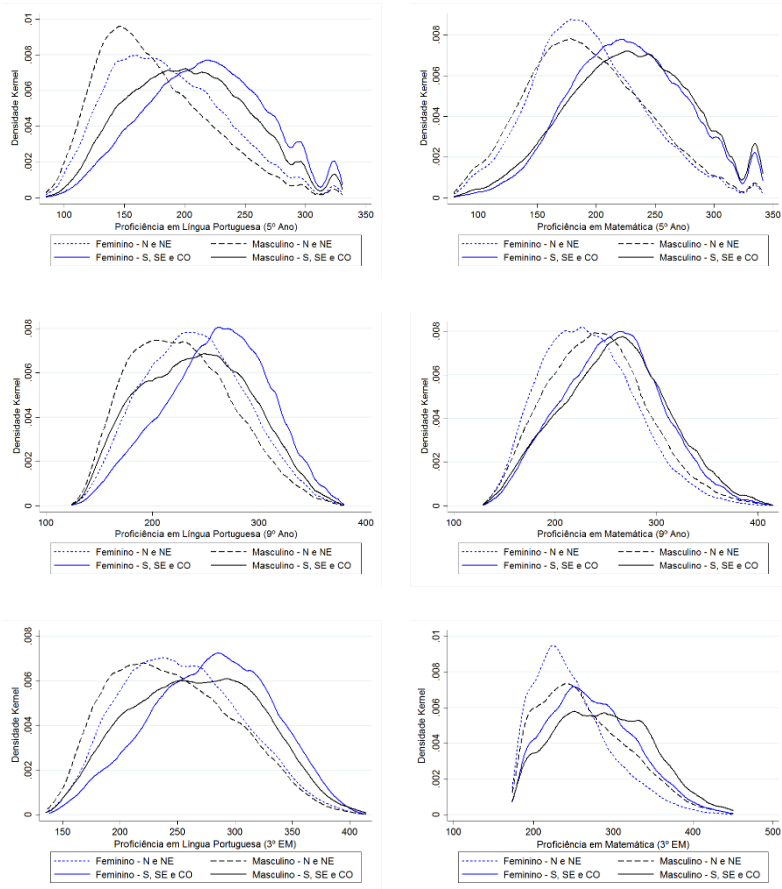 Densidade Kernel
0 .002 .004 .006 .008 .01
100 150 200 250 300 350
Proficiência em Língua Portuguesa (5º Ano)
Feminino - N e NE Masculino - N e NE
Feminino - S, SE e CO Masculino - S, SE e CO
Densidade Kernel
0 .002 .004 .006 .008
100 150 200 250 300 350
Proficiência em Matemática (5º Ano)
Feminino - N e NE Masculino - N e NE
Feminino - S, SE e CO Masculino - S, SE e CO
Densidade Kernel
0 .002 .004 .006 .008
100 200 300 400
Proficiência em Língua Portuguesa (9º Ano)
Feminino - N e NE Masculino - N e NE
Feminino - S, SE e CO Masculino - S, SE e CO
Densidade Kernel
0 .002 .004 .006 .008
100 200 300 400
Proficiência em Matemática (9º Ano)
Feminino - N e NE Masculino - N e NE
Feminino - S, SE e CO Masculino - S, SE e CO
Densidade Kernel
0 .002 .004 .006 .008
150 200 250 300 350 400
Proficiência em Língua Portuguesa (3º EM)
Feminino - N e NE Masculino - N e NE
Feminino - S, SE e CO Masculino - S, SE e CO
Densidade Kernel
0 .002 .004 .006 .008 .01
100 200 300 400 500
Proficiência em Matemática (3º EM)
Feminino - N e NE Masculino - N e NE
Feminino - S, SE e CO Masculino - S, SE e CO